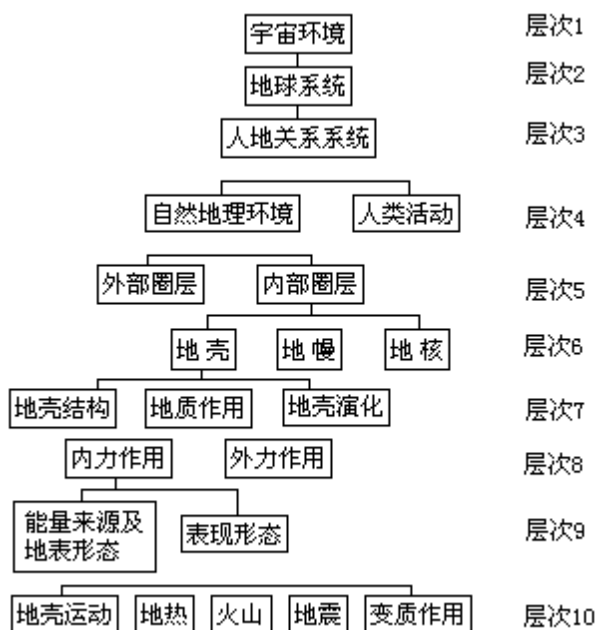 宇宙环境 层次1
地球系统 层次2
人地关系系统 层次3
自然地理环境 人类活动 层次4
外部圈层 内部圈层 层次5
地壳 地幔 地核 层次6
地壳结构 地质作用 地壳演化 层次7
内力作用 外力作用 层次8
能量来源及
地表形态 表现形态 层次9
地壳运动 地热 火山 地震 变质作用 层次10